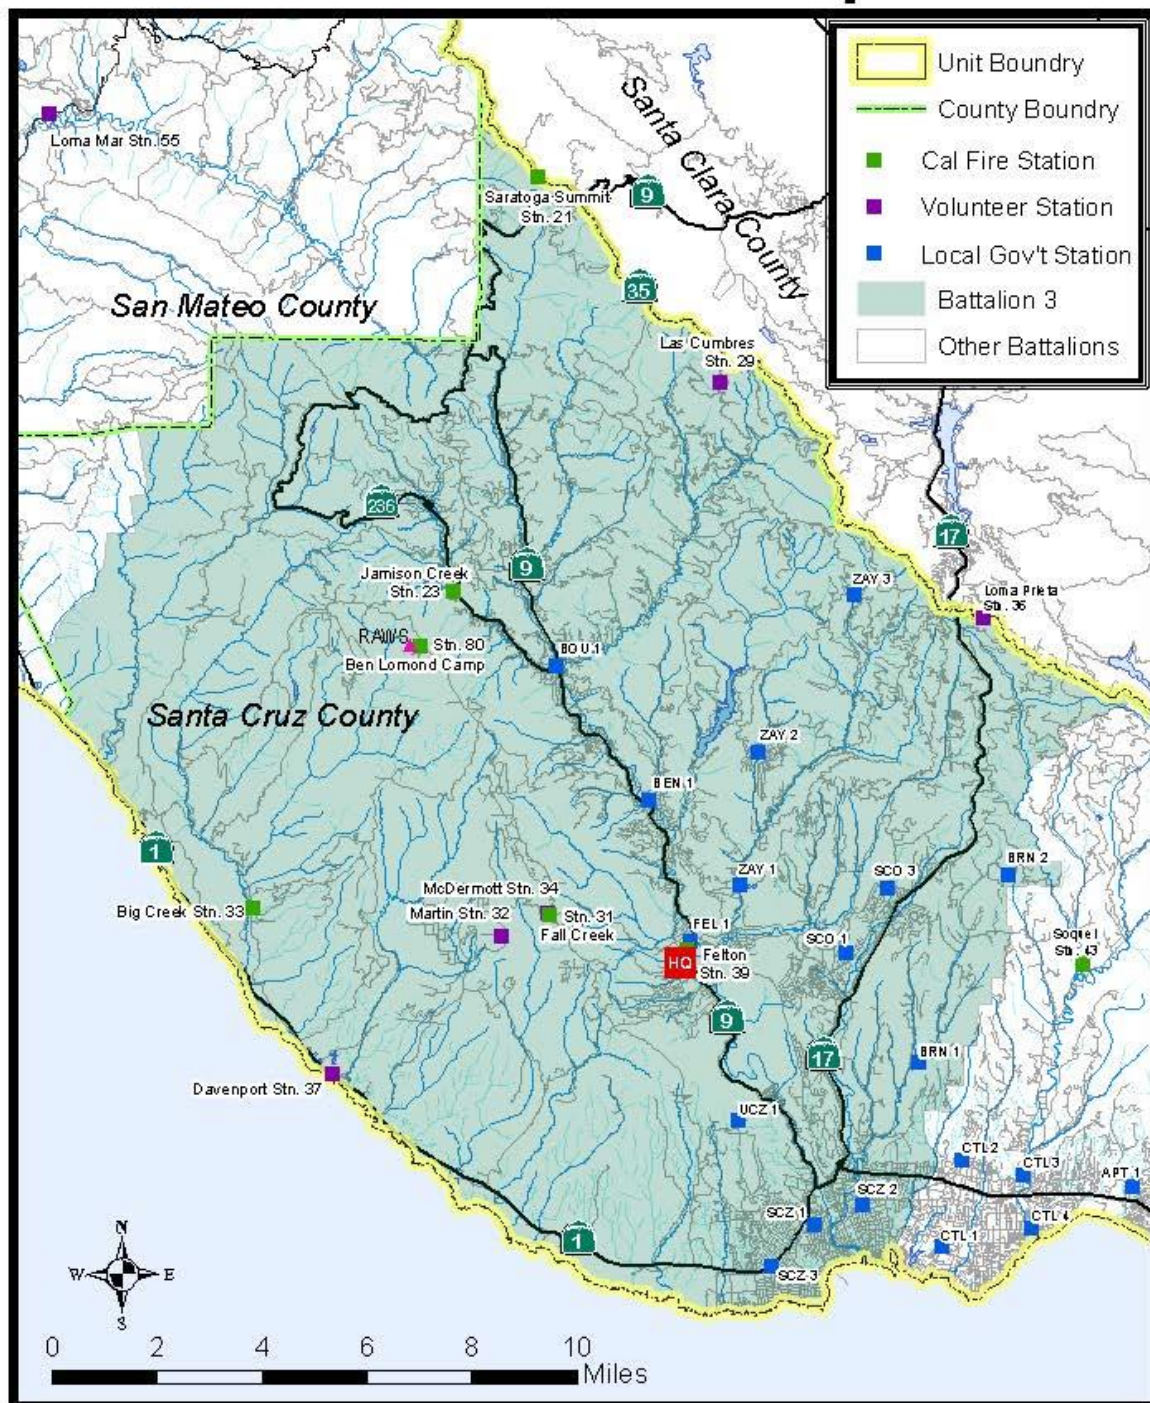 Unit Boundry
County Boundry
Cal Fire Station
Volunteer Station
Local Gov't Station
Battalion 3
Other Battalions
Santa Clara County
Loma Mar Stn. 55
Saratoga Summit
Stn. 21
9
35
San Mateo County
Las Cumbres
Stn. 29
236
17
9
Jamison Creek
Stn. 23
ZAY 3
Loma Prieta
Stn. 36
RAWS
Stn. 80
Ben Lomond Camp
BOU 1
Santa Cruz County
ZAY 2
BEN 1
1
ZAY 1
SCO 3
BRN 2
McDermott Stn. 34
Big Creek Stn. 33
Martin Stn. 32
Stn. 31
Fall Creek
FEL 1
SCO 1
Soquel
Stn. 43
HQ
Felton
Stn. 39
9
17
BRN 1
Davenport Stn. 37
UCZ 1
CTL 2
CTL 3
APT 1
SCZ 2
SCZ 1
CTL 4
CTL 1
1
SCZ 3
N
W
E
S
0 2 4 6 8 10
Miles